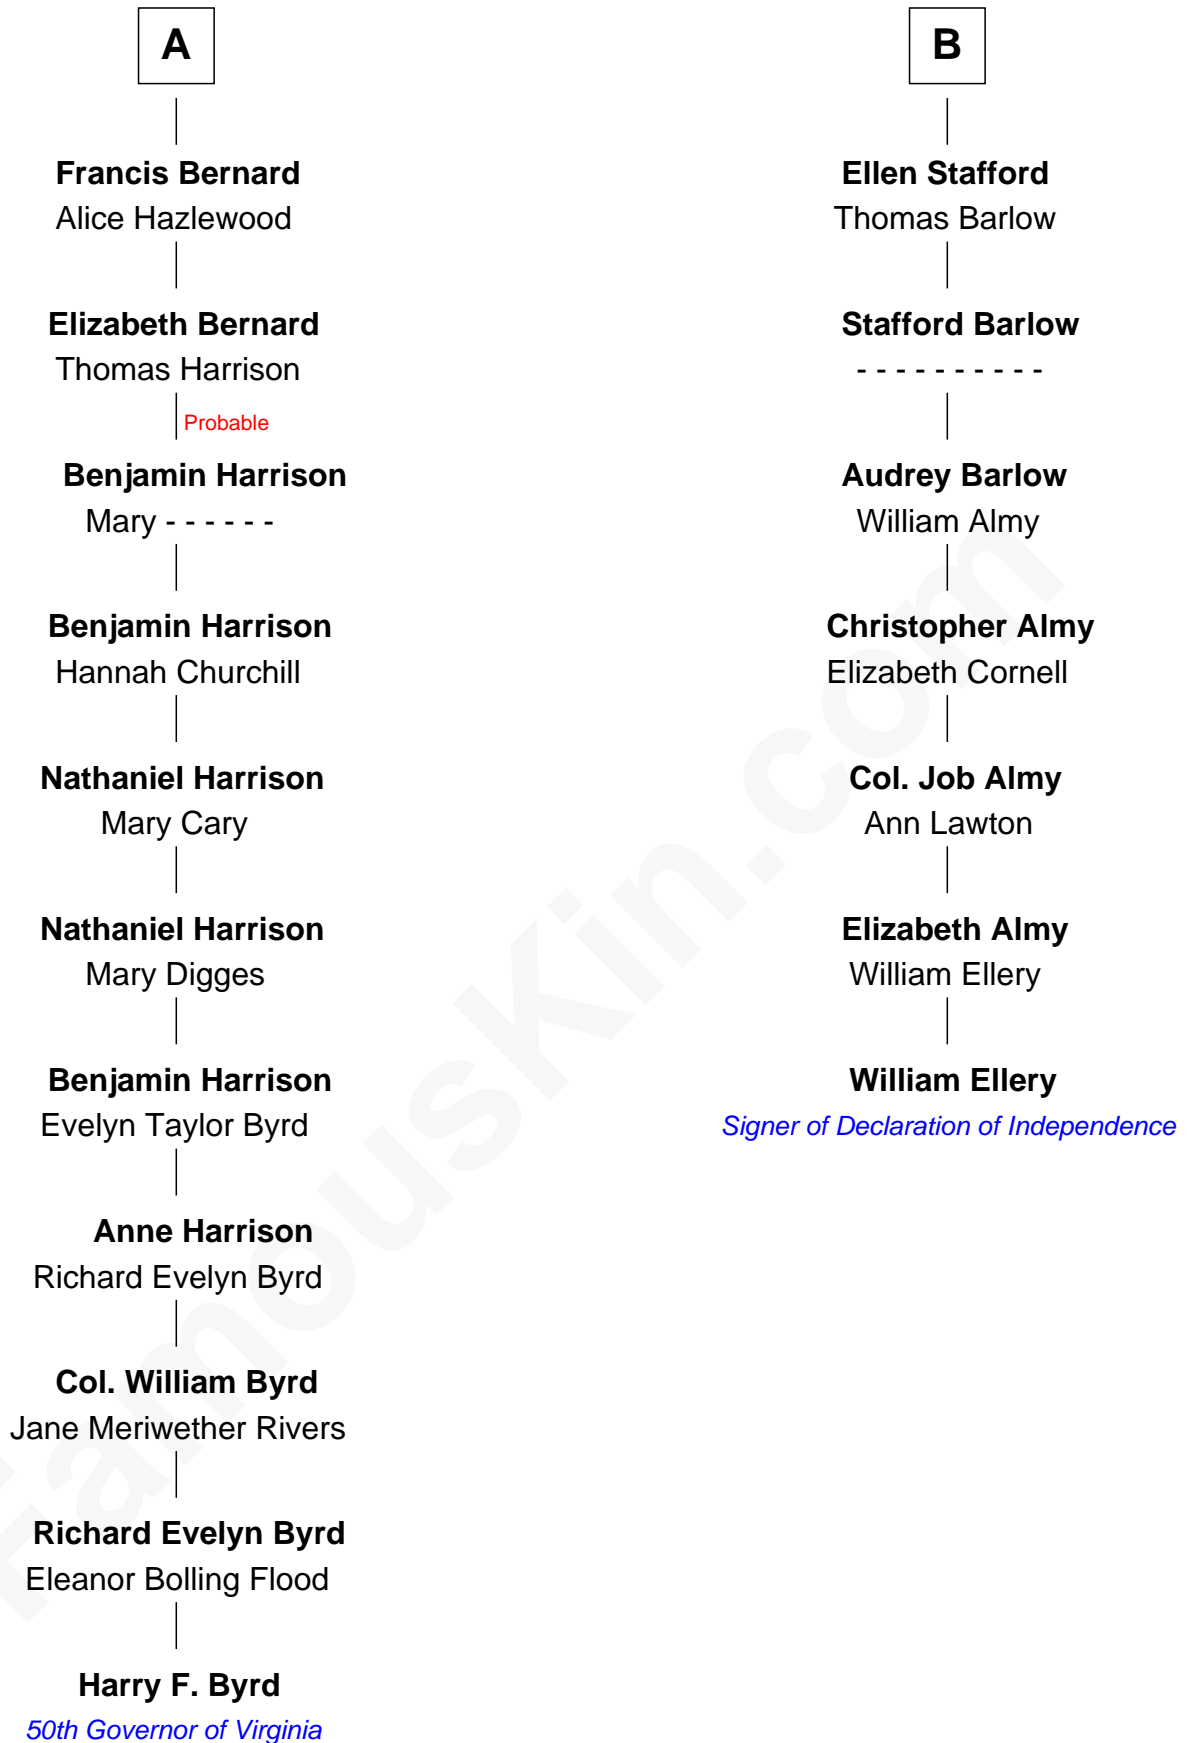 A
Francis Bernard
Alice Hazlewood
Elizabeth Bernard
Thomas Harrison
Probable
Benjamin Harrison
Mary - - - - - -
Benjamin Harrison
Hannah Churchill
Nathaniel Harrison
Mary Cary
Nathaniel Harrison
Mary Digges
Benjamin Harrison
Evelyn Taylor Byrd
Anne Harrison
Richard Evelyn Byrd
Col. William Byrd
Jane Meriwether Rivers
Richard Evelyn Byrd
Eleanor Bolling Flood
Harry F. Byrd
50th Governor of Virginia
B
Ellen Stafford
Thomas Barlow
Stafford Barlow
- - - - - - - - - -
Audrey Barlow
William Almy
Christopher Almy
Elizabeth Cornell
Col. Job Almy
Ann Lawton
Elizabeth Almy
William Ellery
William Ellery
Signer of Declaration of Independence
FamousKin.com